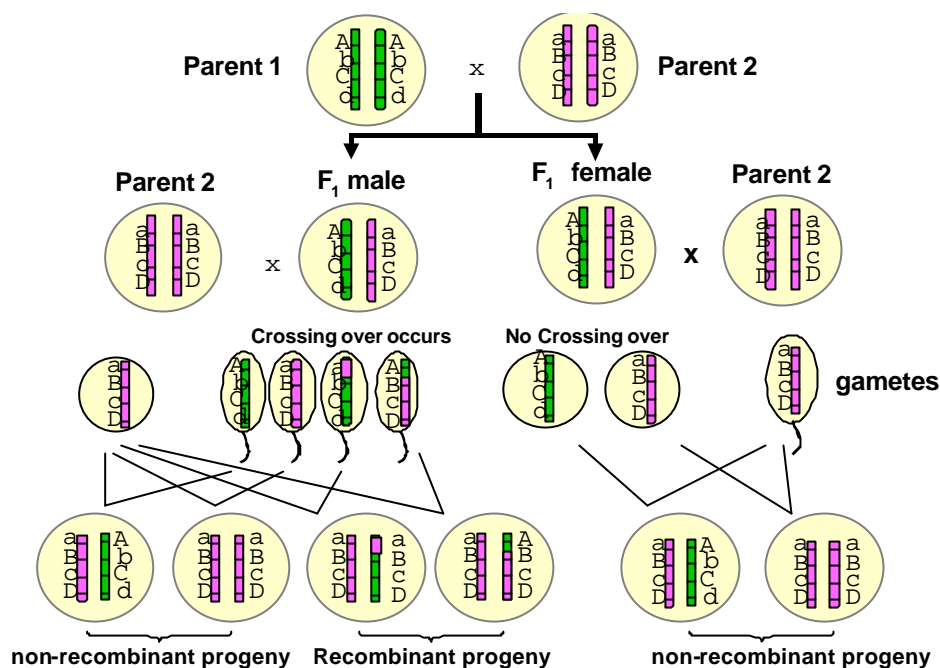 Parent 1
A A
b b
C C
d d
x
a a
B B
c c
D D
Parent 2
Parent 2
F1 male
F1 female
Parent 2
a a
B B
c c
D D
x
A a
b B
C c
d D
A a
b B
C c
d D
x
a a
B B
c c
D D
Crossing over occurs
No Crossing over
a
B
c
D
A
b
C
d
a
B
c
D
A
b
C
d
A
B
c
D
A
b
C
d
a
B
c
D
a
B
c
D
gametes
a A
B b
c C
D d
a a
B B
c c
D D
a a
B B
c c
D D
a A
B B
c c
D D
a A
B b
c C
D d
a a
B B
c c
D D
non-recombinant progeny
Recombinant progeny
non-recombinant progeny